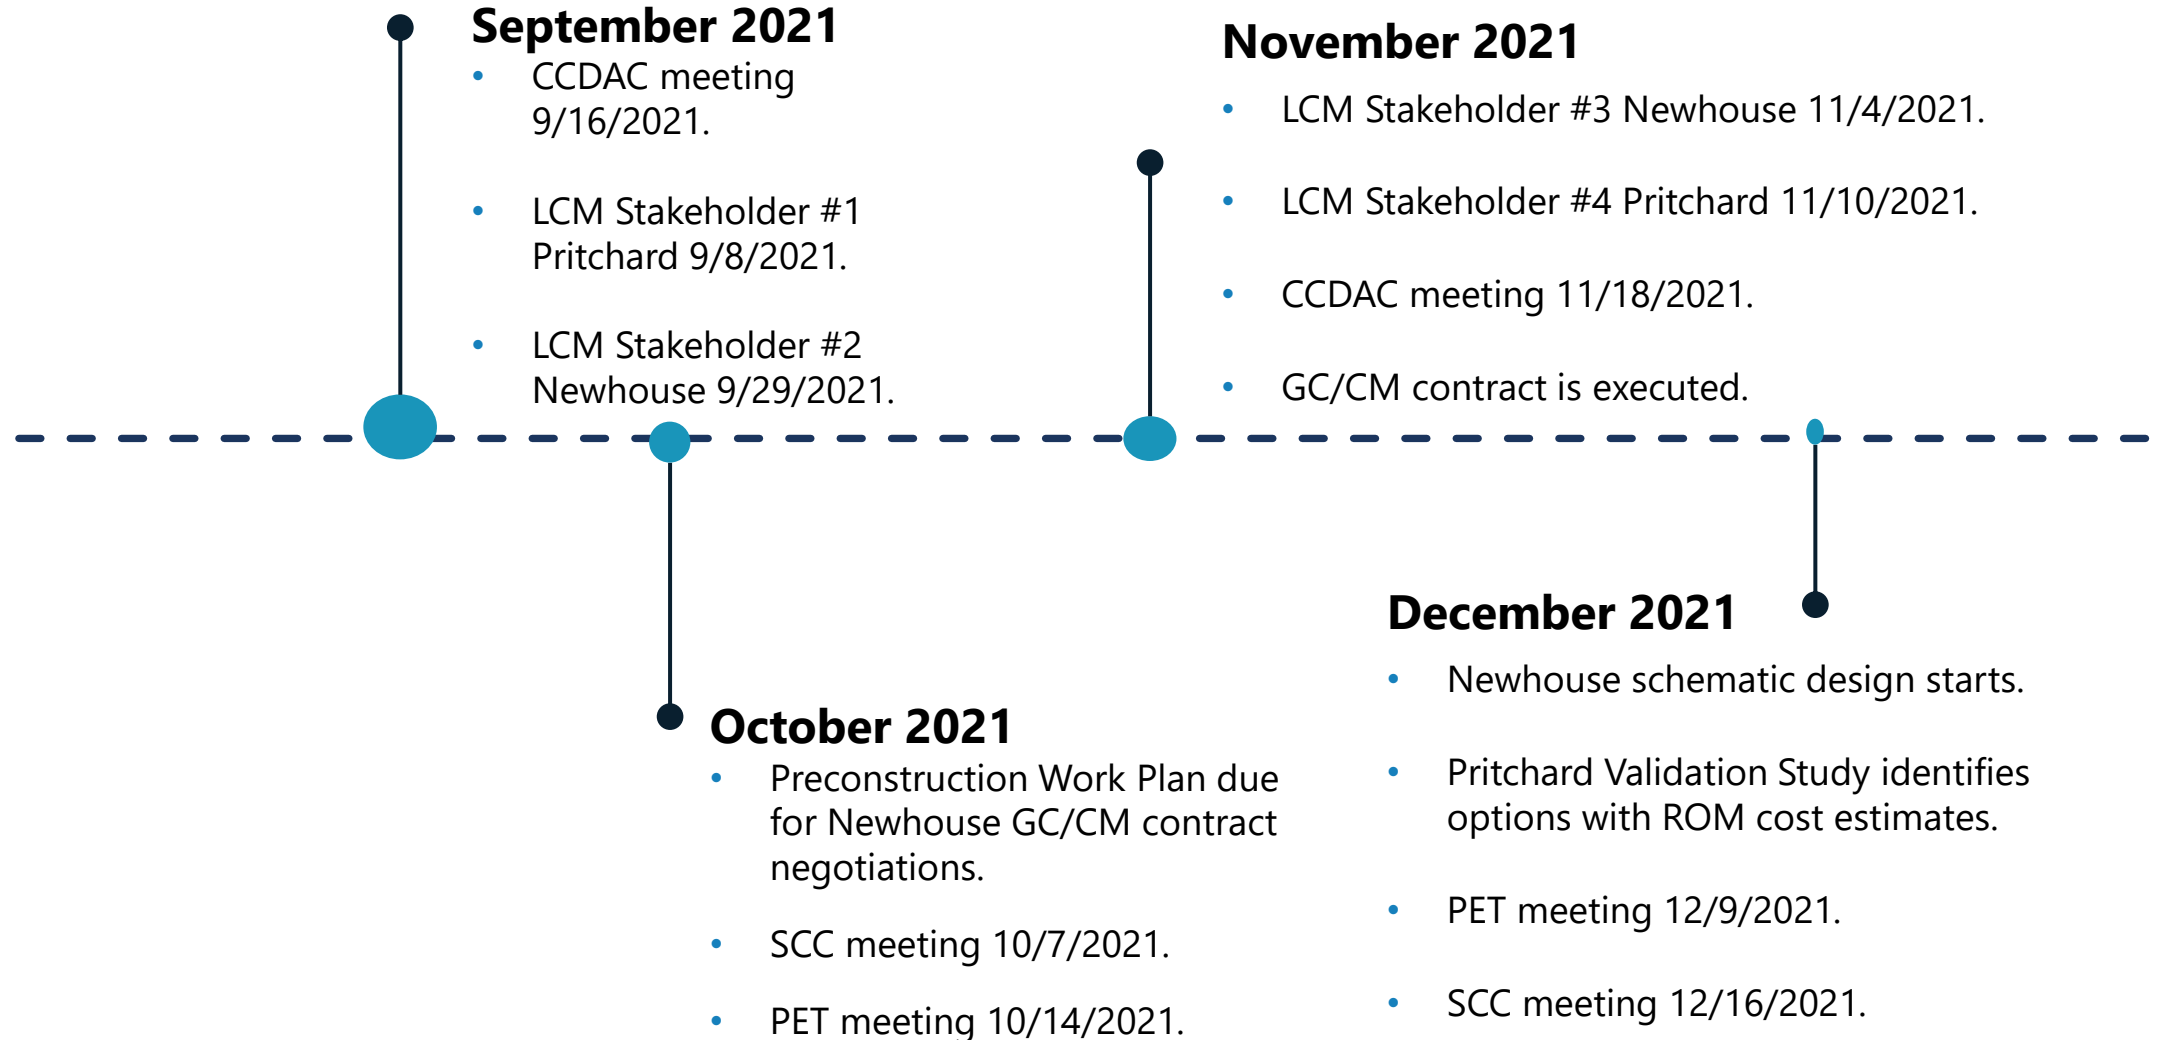 September 2021
• CCDAC meeting
9/16/2021.
• LCM Stakeholder #1
Pritchard 9/8/2021.
• LCM Stakeholder #2
Newhouse 9/29/2021.
October 2021
• Preconstruction Work Plan due
for Newhouse GC/CM contract
negotiations.
• SCC meeting 10/7/2021.
• PET meeting 10/14/2021.
November 2021
• LCM Stakeholder #3 Newhouse 11/4/2021.
• LCM Stakeholder #4 Pritchard 11/10/2021.
• CCDAC meeting 11/18/2021.
• GC/CM contract is executed.
December 2021
• Newhouse schematic design starts.
• Pritchard Validation Study identifies
options with ROM cost estimates.
• PET meeting 12/9/2021.
• SCC meeting 12/16/2021.